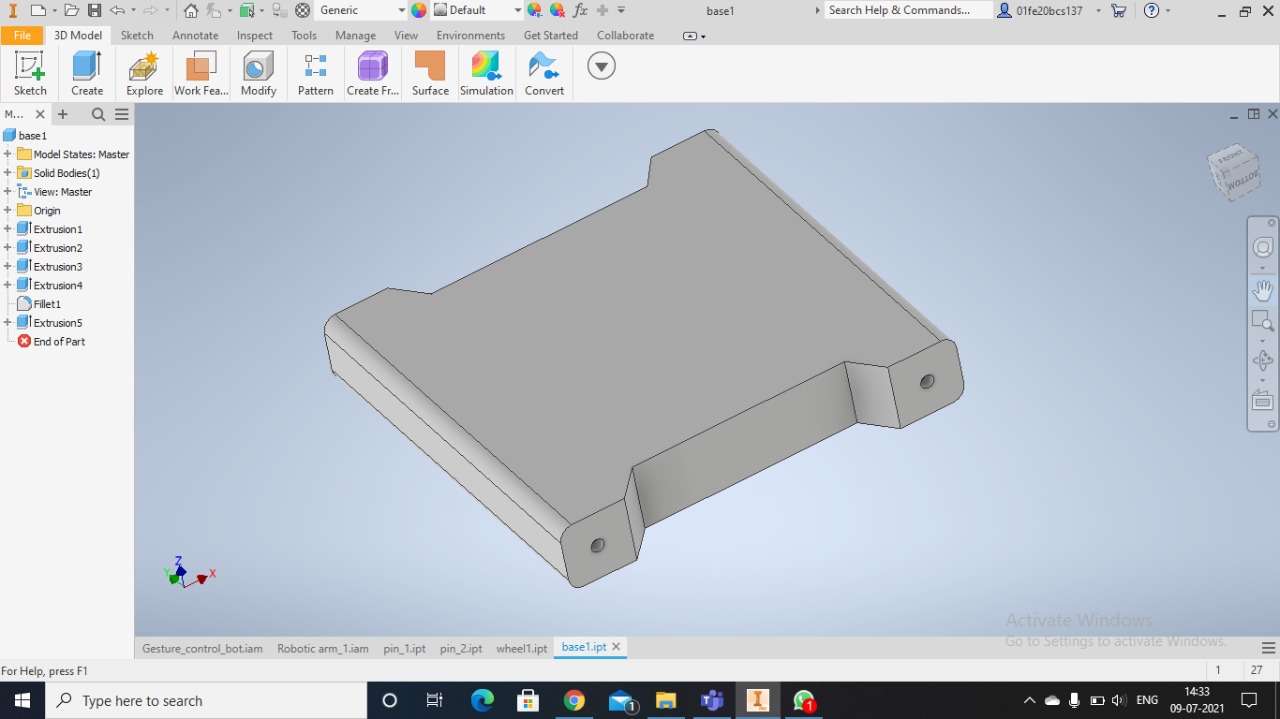 Generic
Default
fx
base1
Search Help & Commands...
01fe20bcs137
File
3D Model
Sketch
Annotate
Inspect
Tools
Manage
View
Environments
Get Started
Collaborate
Sketch
Create
Explore
Work Fea...
Modify
Pattern
Create Fr...
Surface
Simulation
Convert
M...
base1
Model States: Master
Solid Bodies(1)
View: Master
Origin
Extrusion1
Extrusion2
Extrusion3
Extrusion4
Fillet1
Extrusion5
End of Part
FRONT
BOTTOM
Z
Y
X
Activate Windows
Go to Settings to activate Windows.
Gesture_control_bot.iam
Robotic arm_1.iam
pin_1.ipt
pin_2.ipt
wheel1.ipt
base1.ipt
For Help, press F1
1
27
Type here to search
1
1
ENG
14:33
09-07-2021